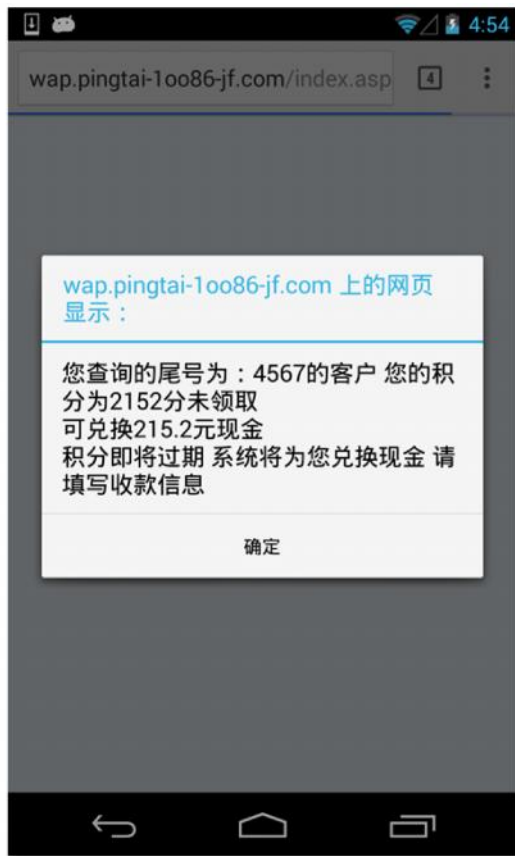 4:54
wap.pingtai-1oo86-jf.com/index.asp
4
wap.pingtai-1oo86-jf.com 上的网页
显示：
您查询的尾号为：4567的客户 您的积
分为2152分未领取
可兑换215.2元现金
积分即将过期 系统将为您兑换现金 请
填写收款信息
确定